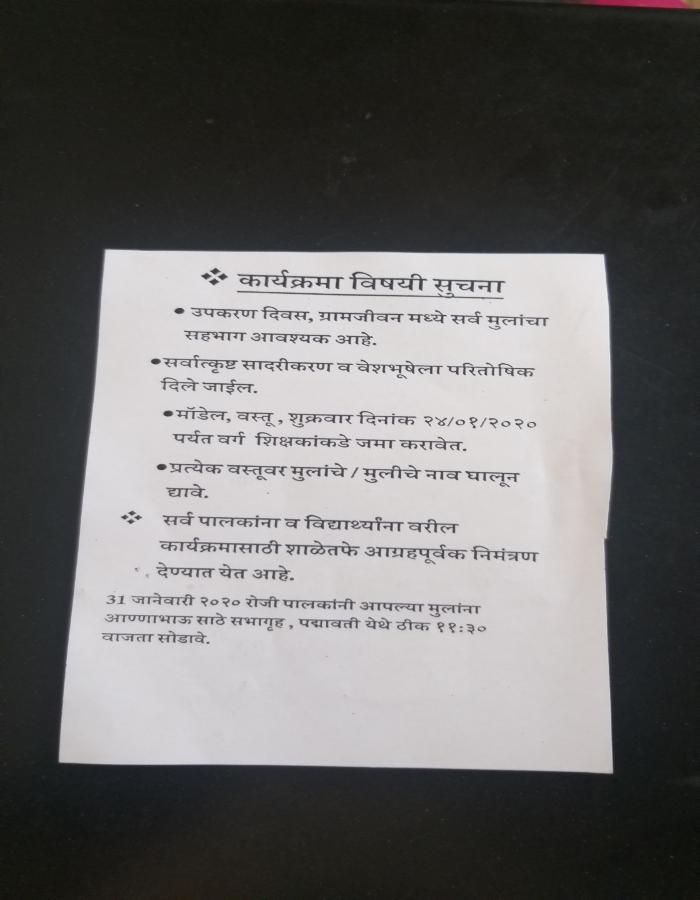 ❖ कार्यक्रमा विषयी सुचना
• उपकरण दिवस, ग्रामजीवन मध्ये सर्व मुलांचा
सहभाग आवश्यक आहे.
•सर्वात्कृष्ट सादरीकरण व वेशभूषेला परितोषिक
दिले जाईल.
•मॉडेल, वस्तू , शुक्रवार दिनांक २४/०१/२०२०
पर्यत वर्ग शिक्षकांकडे जमा करावेत.
•प्रत्येक वस्तूवर मुलांचे / मुलीचे नाव घालून
द्यावे.
❖ सर्व पालकांना व विद्यार्थ्यांना वरील
कार्यक्रमासाठी शाळेतफे आग्रहपूर्वक निमंत्रण
देण्यात येत आहे.
31 जानेवारी २०२० रोजी पालकांनी आपल्या मुलांना
आण्णाभाऊ साठे सभागृह , पद्मावती येथे ठीक ११:३०
वाजता सोडावे.